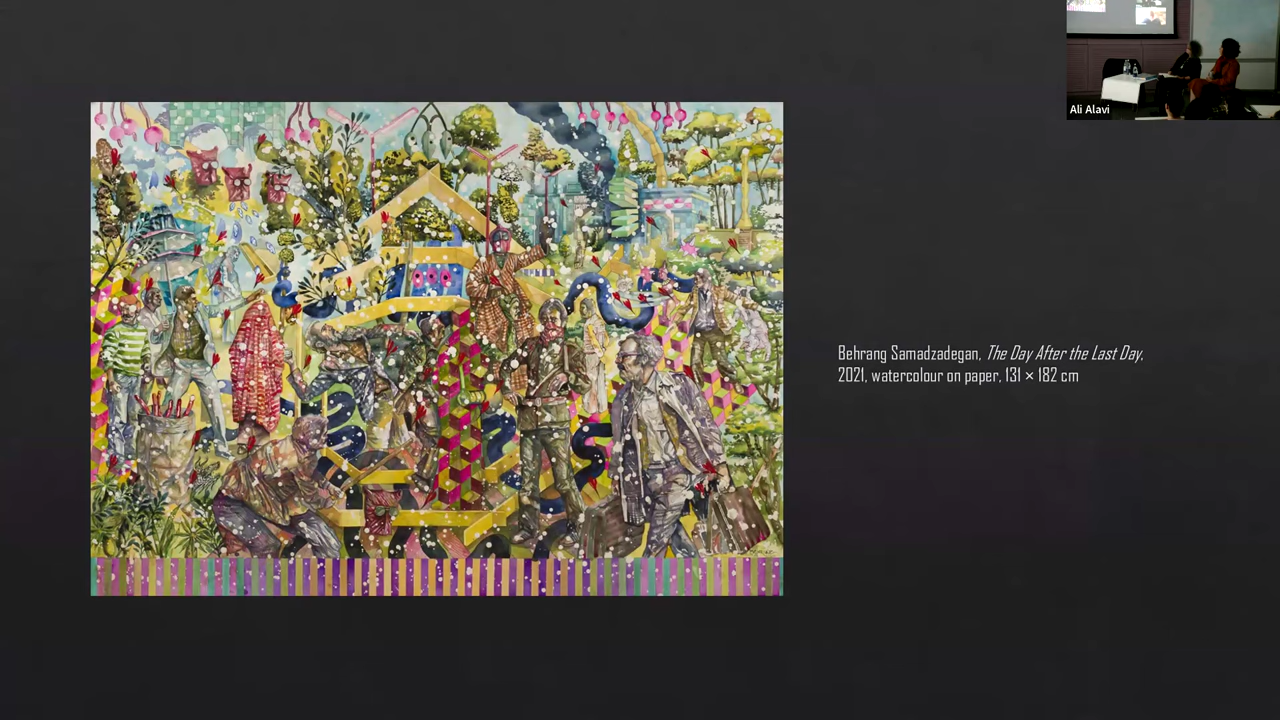 Ali Alavi
Behrang Samadzadegan, The Day After the Last Day,
2021, watercolour on paper, 131 × 182 cm